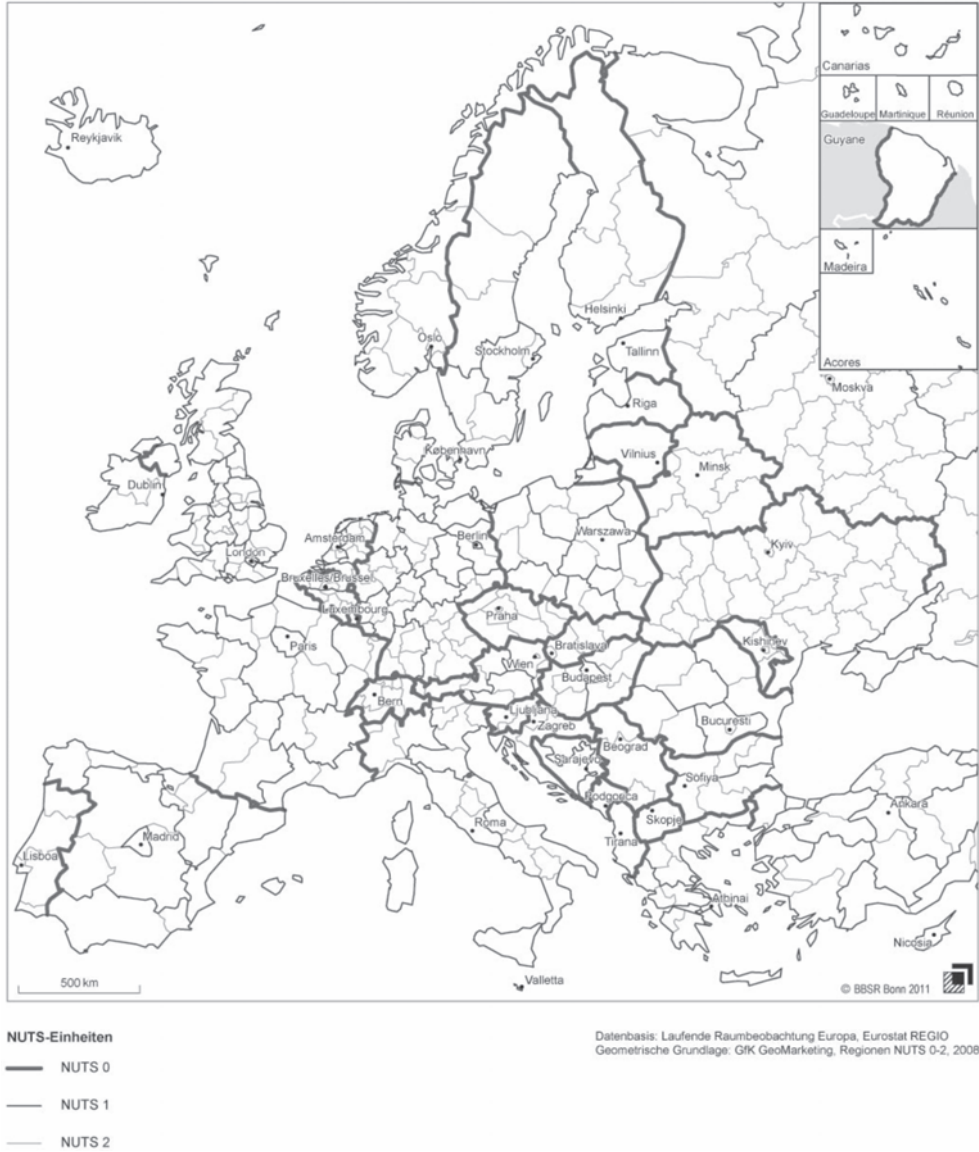 Canarias
Guadeloupe Martinique Réunion
Guyane
Madeira
Acores
Reykjavik
Helsinki
Oslo
Stockholm
Tallinn
Moskva
Riga
København
Vilnius
Minsk
Dublin
Amsterdam
Berlin
Warszawa
London
Kyiv
Bruxelles/Brussel
Luxembourg
Praha
Paris
Kishinev
Bratislava
Wien
Budapest
Bern
Ljubljana
Zagreb
Bucuresti
Beograd
Sarajevo
Sofiya
Podgorica
Ankara
Roma
Skopje
Madrid
Tirana
Lisboa
Athinai
Nicosia
Valletta
500 km
© BBSR Bonn 2011
NUTS-Einheiten
NUTS 0
NUTS 1
NUTS 2
Datenbasis: Laufende Raumbeobachtung Europa, Eurostat REGIO
Geometrische Grundlage: GfK GeoMarketing, Regionen NUTS 0-2, 2008